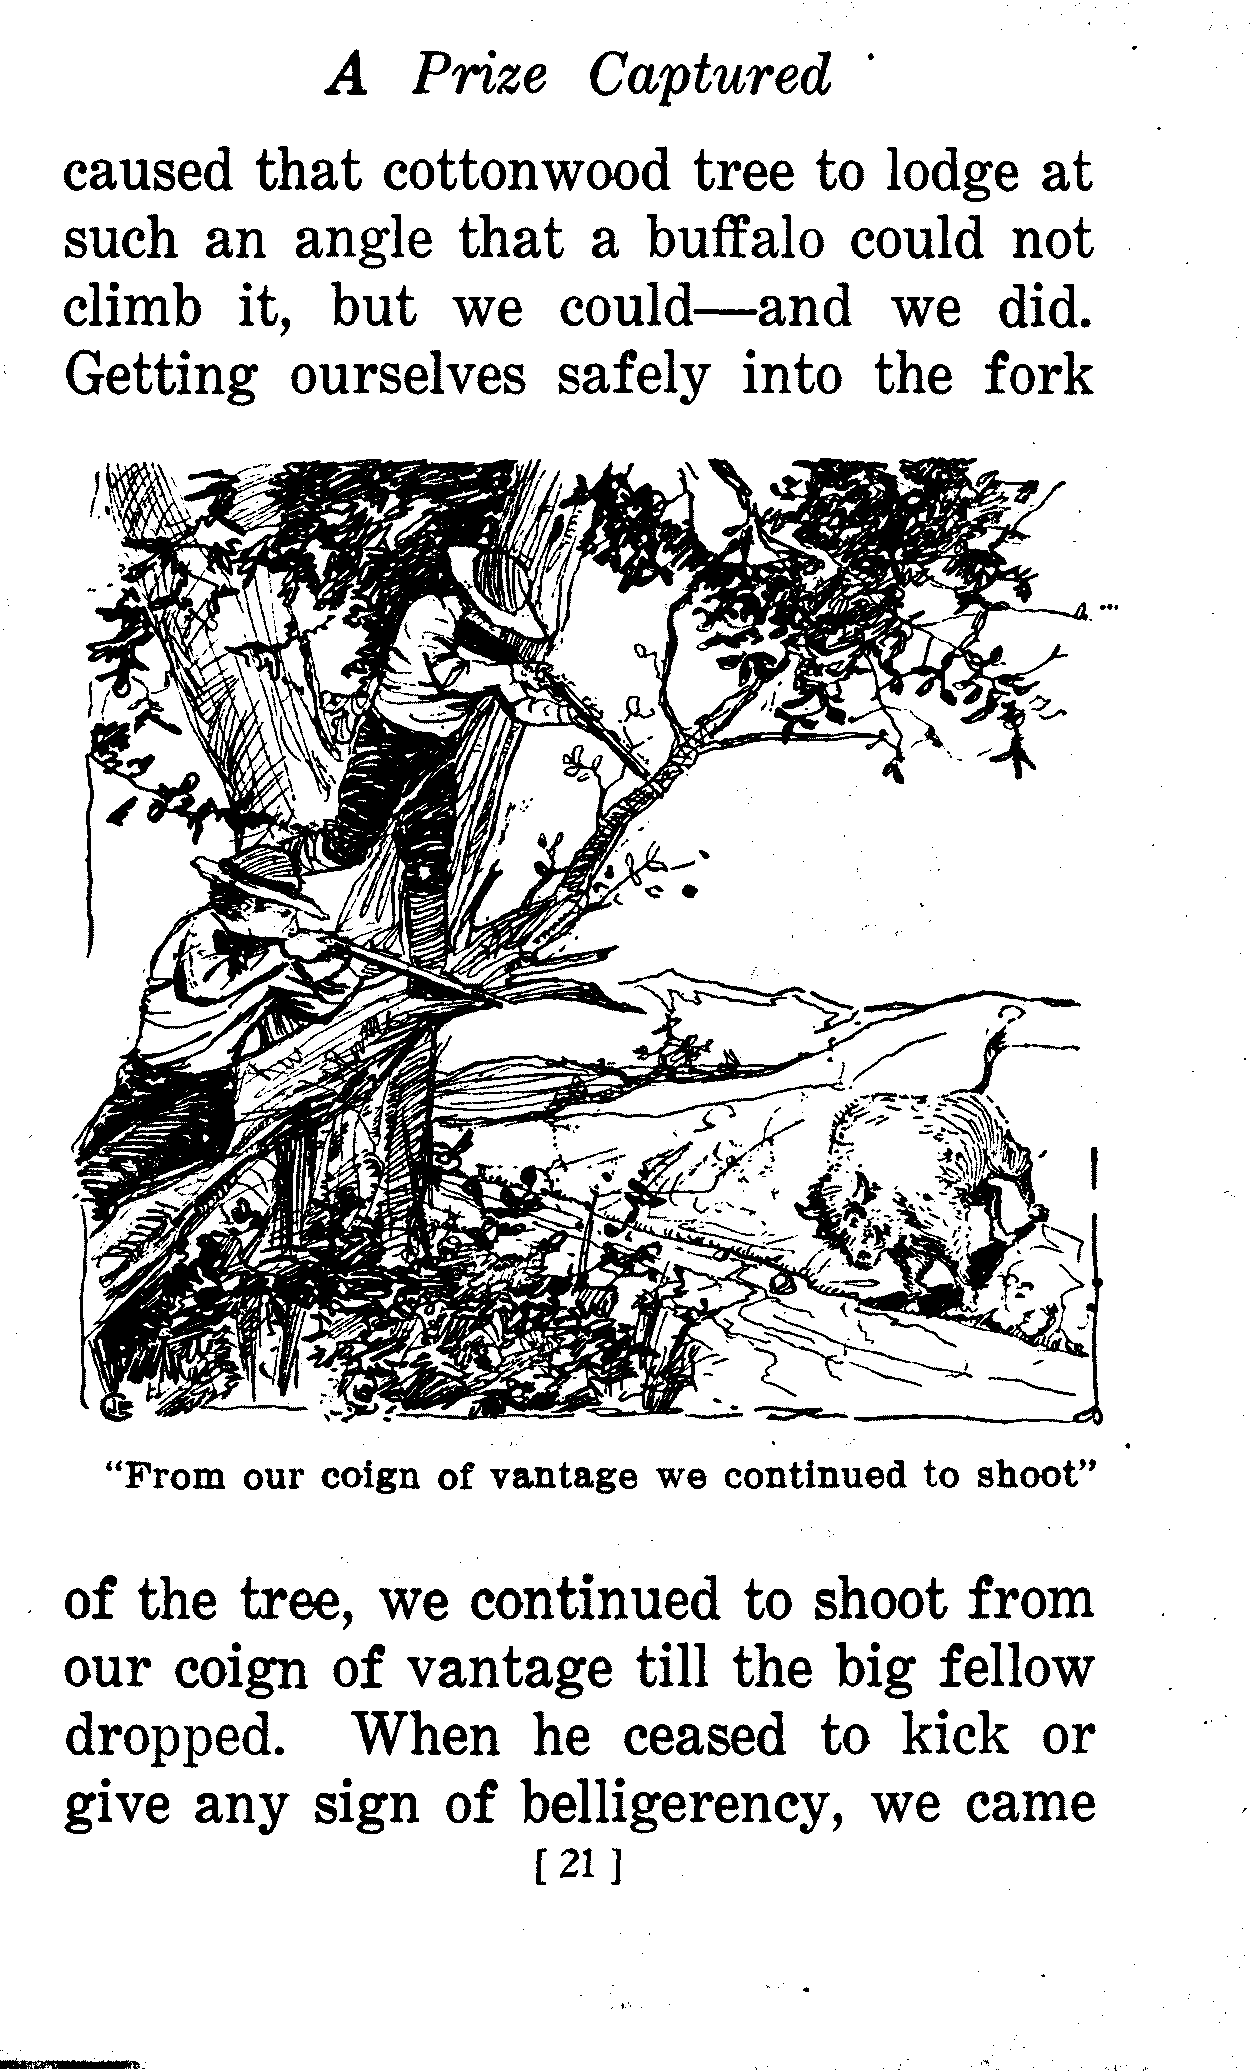 A Prize Captured
caused that cottonwood tree to lodge at
such an angle that a buffalo could not
climb it, but we could—and we did.
Getting ourselves safely into the fork
"From our coign of vantage we continued to shoot"
of the tree, we continued to shoot from
our coign of vantage till the big fellow
dropped. When he ceased to kick or
give any sign of belligerency, we came
[ 21 ]